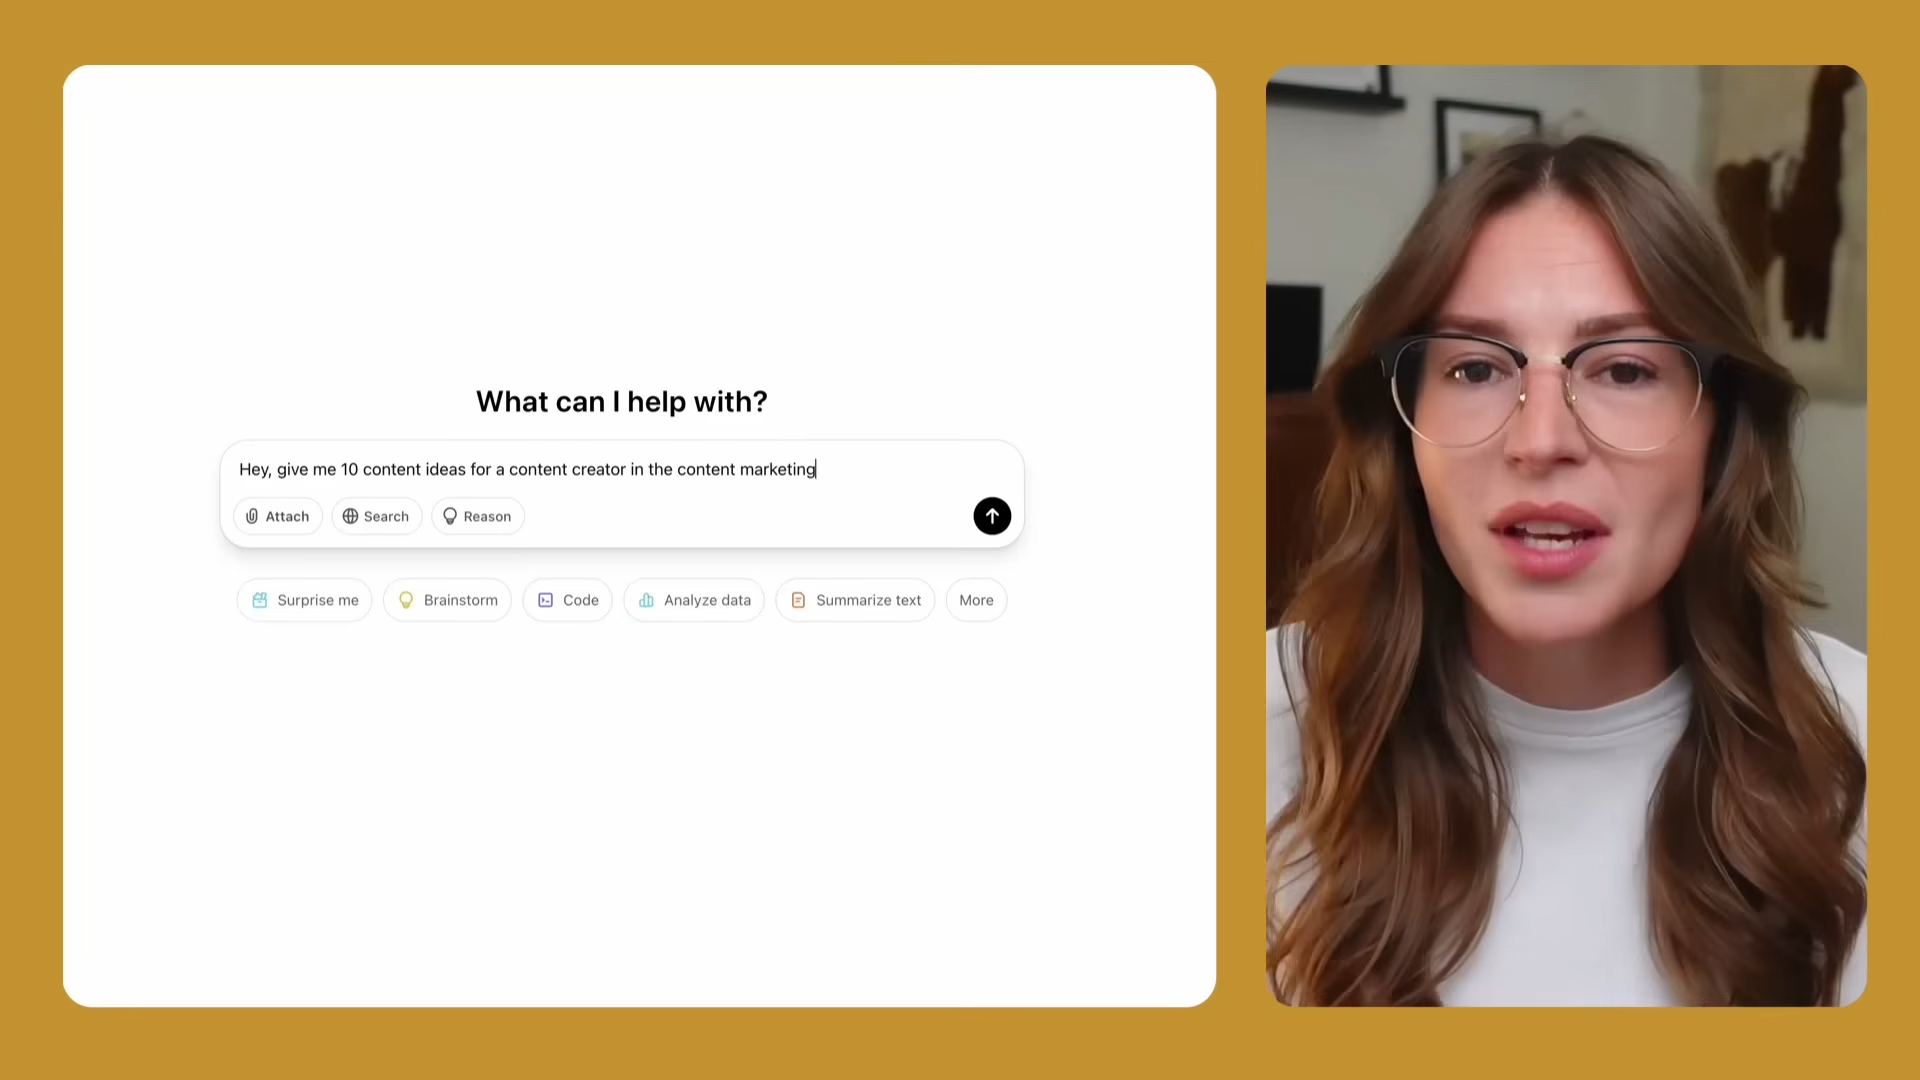 What can I help with?
Hey, give me 10 content ideas for a content creator in the content marketing
Attach Search Reason
Surprise me Brainstorm Code Analyze data Summarize text More